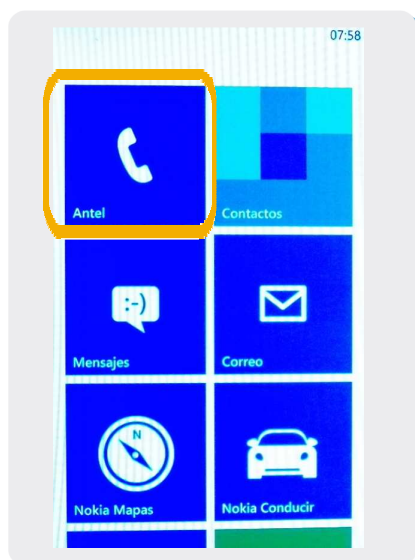 07:58
Antel
Contactos
:-)
Mensajes
Correo
N
Nokia Mapas
Nokia Conducir